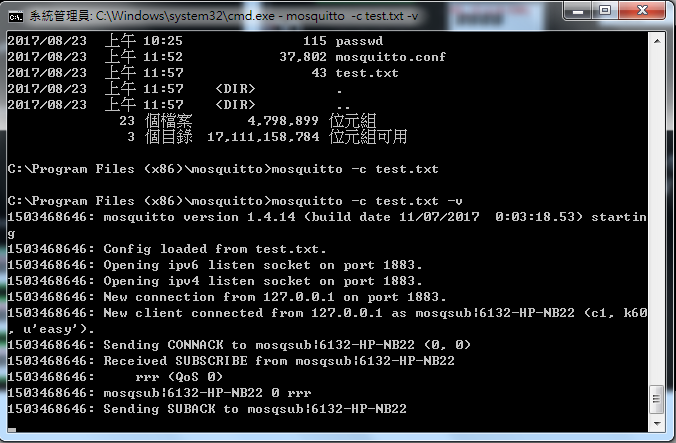 系統管理員: C:\Windows\system32\cmd.exe - mosquitto  -c test.txt -v
2017/08/23  上午 10:25               115 passwd
2017/08/23  上午 11:52            37,802 mosquitto.conf
2017/08/23  上午 11:57                43 test.txt
2017/08/23  上午 11:57    <DIR>          .
2017/08/23  上午 11:57    <DIR>          ..
              23 個檔案       4,798,899 位元組
               3 個目錄  17,111,158,784 位元組可用
C:\Program Files (x86)\mosquitto>mosquitto -c test.txt
C:\Program Files (x86)\mosquitto>mosquitto -c test.txt -v
1503468646: mosquitto version 1.4.14 (build date 11/07/2017  0:03:18.53) startin
g
1503468646: Config loaded from test.txt.
1503468646: Opening ipv6 listen socket on port 1883.
1503468646: Opening ipv4 listen socket on port 1883.
1503468646: New connection from 127.0.0.1 on port 1883.
1503468646: New client connected from 127.0.0.1 as mosqsub|6132-HP-NB22 (c1, k60
, u'easy').
1503468646: Sending CONNACK to mosqsub|6132-HP-NB22 (0, 0)
1503468646: Received SUBSCRIBE from mosqsub|6132-HP-NB22
1503468646:     rrr (QoS 0)
1503468646: mosqsub|6132-HP-NB22 0 rrr
1503468646: Sending SUBACK to mosqsub|6132-HP-NB22